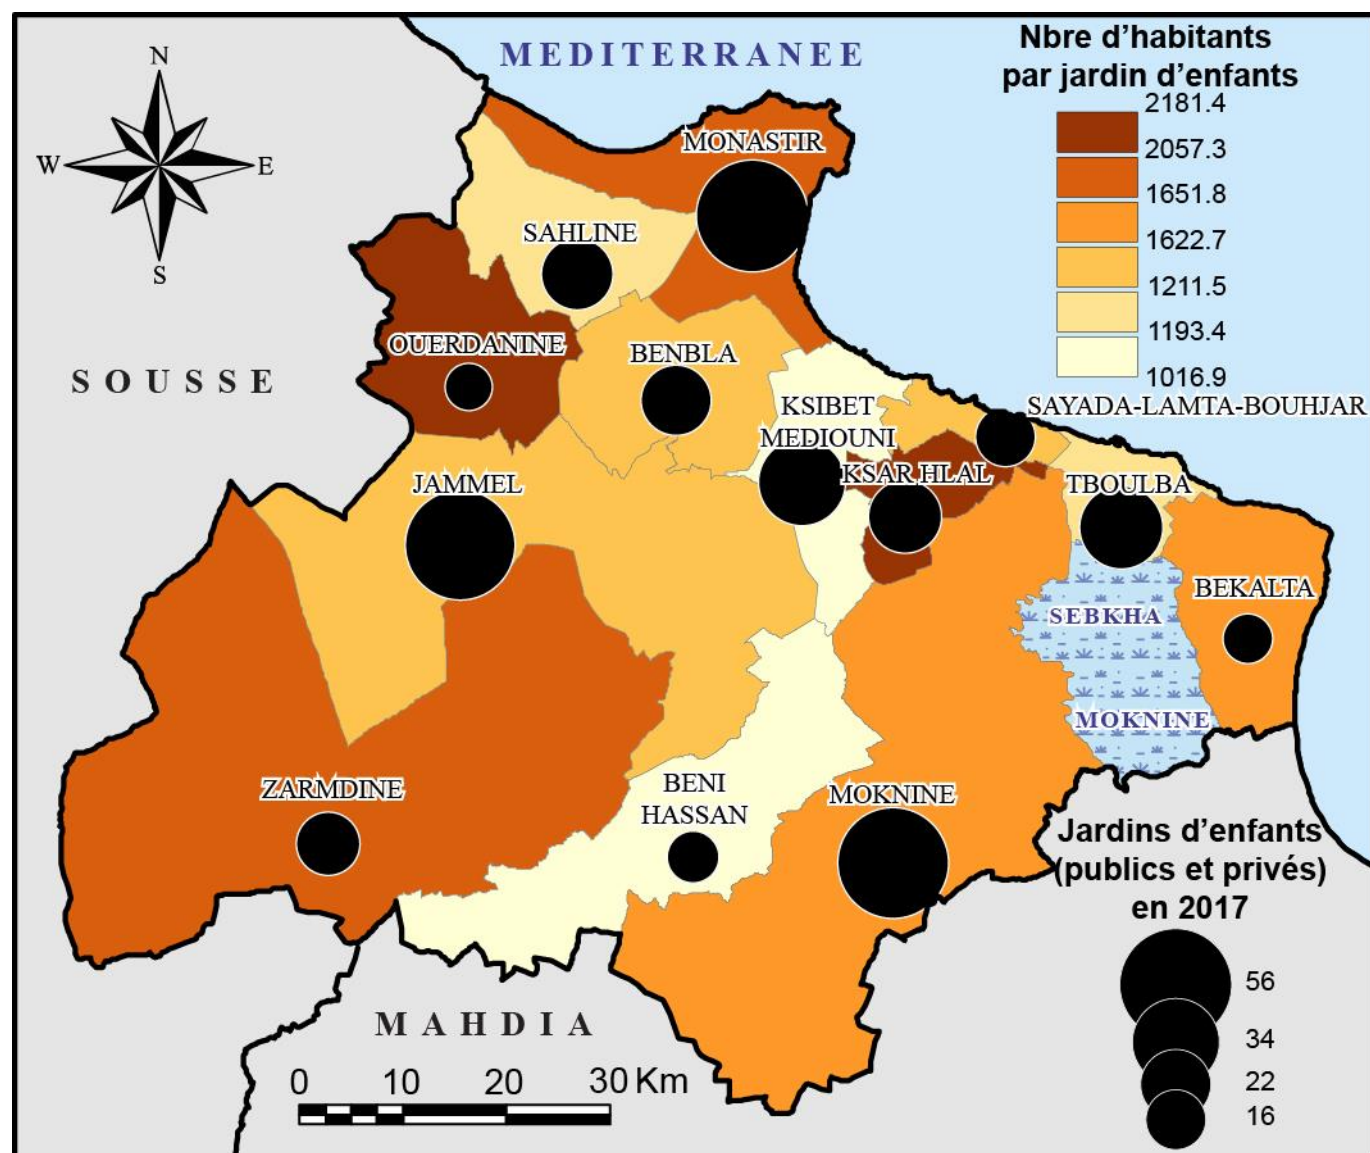 MEDITERRANEE
Nbre d’habitants
par jardin d’enfants
2181.4
2057.3
1651.8
1622.7
1211.5
1193.4
1016.9
N
W
E
S
MONASTIR
SAHLINE
OUERDANINE
BENBLA
SOUSSE
KSIBET
MEDIOUNI
SAYADA-LAMTA-BOUHJAR
KSAR HLAL
TBOULBA
JAMMEL
BEKALTA
SEBKHA
MOKNINE
ZARMDINE
BENI
HASSAN
MOKNINE
MAHDIA
0 10 20 30 Km
Jardins d’enfants
(publics et privés)
en 2017
56
34
22
16